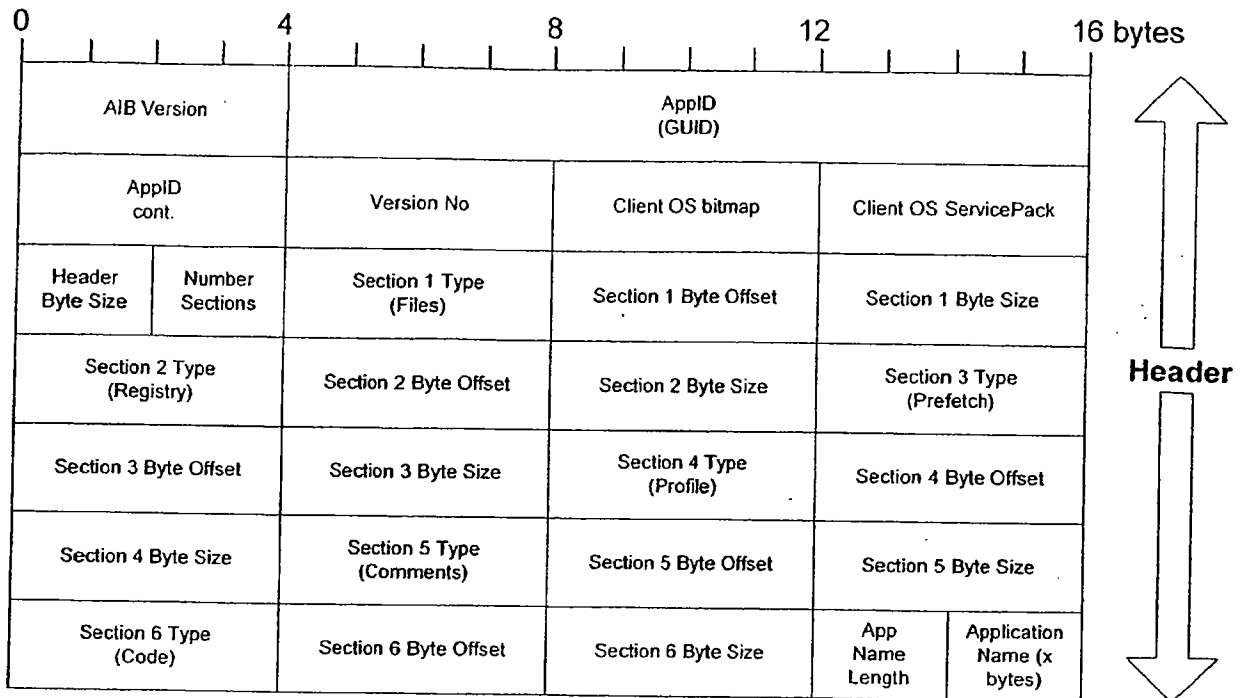 0 4 8 12 16 bytes
AIB Version
AppID
(GUID)
AppID
cont.
Version No
Client OS bitmap
Client OS ServicePack
Header
Byte Size
Number
Sections
Section 1 Type
(Files)
Section 1 Byte Offset
Section 1 Byte Size
Section 2 Type
(Registry)
Section 2 Byte Offset
Section 2 Byte Size
Section 3 Type
(Prefetch)
Header
Section 3 Byte Offset
Section 3 Byte Size
Section 4 Type
(Profile)
Section 4 Byte Offset
Section 4 Byte Size
Section 5 Type
(Comments)
Section 5 Byte Offset
Section 5 Byte Size
Section 6 Type
(Code)
Section 6 Byte Offset
Section 6 Byte Size
App
Name
Length
Application
Name (x
bytes)